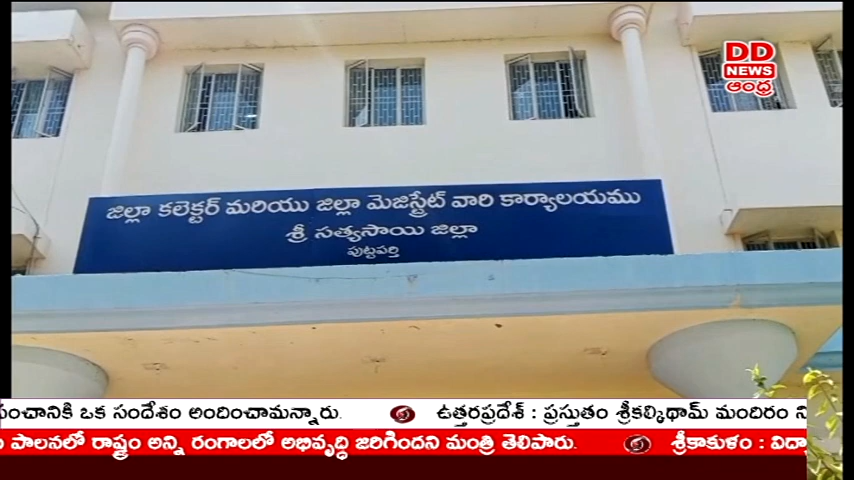 DD
NEWS
ఆంధ్ర
జిల్లా కలెక్టర్ మరియు జిల్లా మెజిస్ట్రేట్ వారి కార్యాలయము
శ్రీ సత్యసాయి జిల్లా
పుట్టపర్తి
ఒక సందేశం అందించామన్నారు. ఉత్తరప్రదేశ్ : ప్రస్తుతం శ్రీకల్కిథామ్ మందిరం
పాలనలో రాష్ట్రం అన్ని రంగాలలో అభివృద్ధి జరిగిందని మంత్రి తెలిపారు. శ్రీకాకుళం :